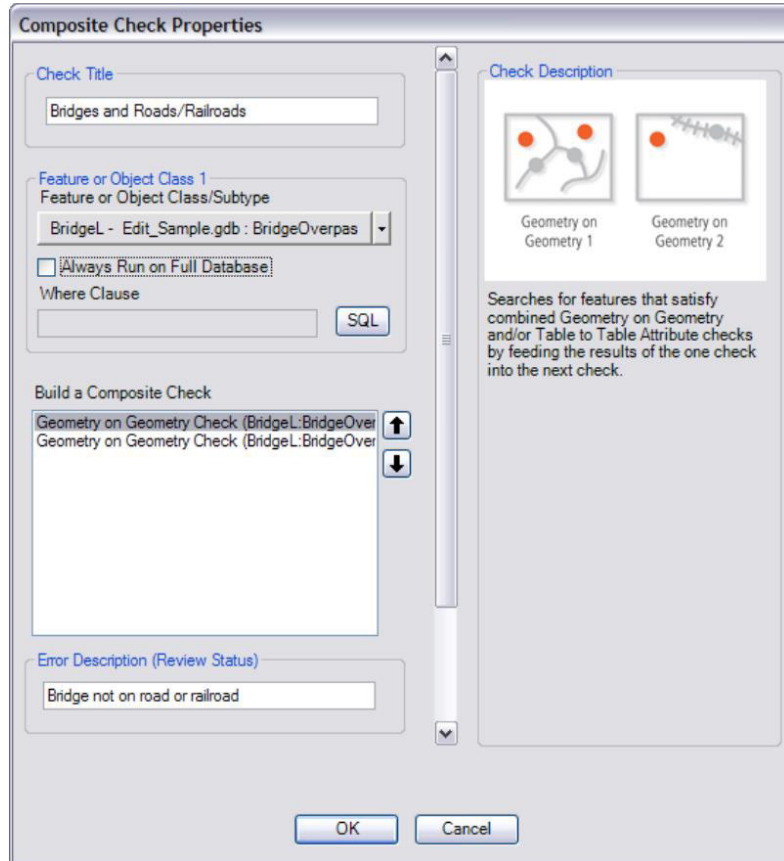 Composite Check Properties
Check Title
Bridges and Roads/Railroads
Feature or Object Class 1
Feature or Object Class/Subtype
BridgeL - Edit_Sample.gdb : BridgeOverpas
Always Run on Full Database
Where Clause
SQL
Build a Composite Check
Geometry on Geometry Check (BridgeL:BridgeOver
Geometry on Geometry Check (BridgeL:BridgeOver
Error Description (Review Status)
Bridge not on road or railroad
Check Description
Geometry on
Geometry 1
Geometry on
Geometry 2
Searches for features that satisfy
combined Geometry on Geometry
and/or Table to Table Attribute checks
by feeding the results of the one check
into the next check.
OK
Cancel